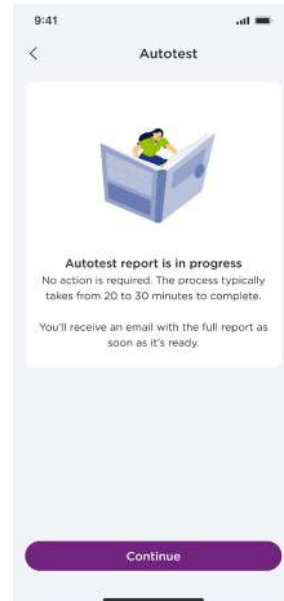 9:41
Autotest
Autotest report is in progress
No action is required. The process typically
takes from 20 to 30 minutes to complete.
You'll receive an email with the full report as
soon as it's ready.
Continue